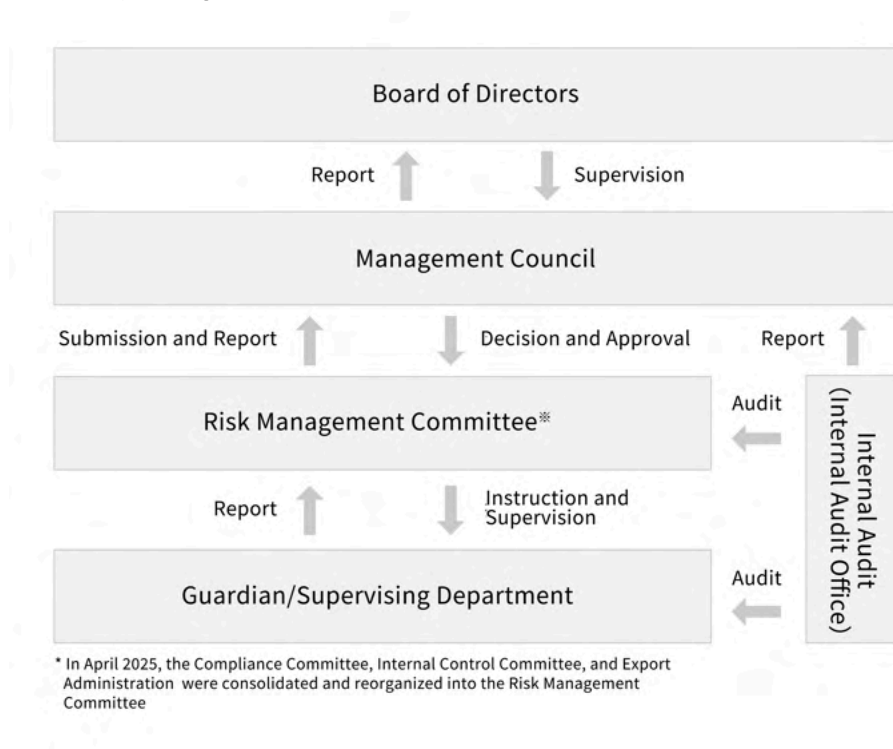 Board of Directors
Report
Supervision
Management Council
Submission and Report
Decision and Approval
Report
Risk Management Committee※
Audit
Internal Audit
(Internal Audit Office)
Report
Instruction and
Supervision
Guardian/Supervising Department
Audit
* In April 2025, the Compliance Committee, Internal Control Committee, and Export
Administration were consolidated and reorganized into the Risk Management
Committee